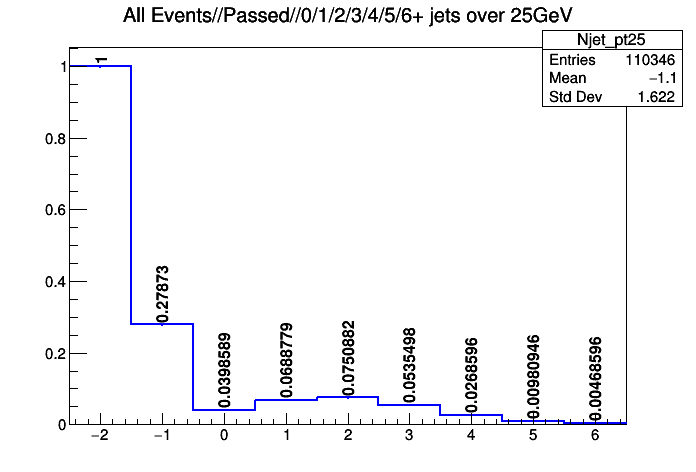 All Events//Passed//0/1/2/3/4/5/6+ jets over 25GeV
Njet_pt25
Entries 110346
Mean −1.1
Std Dev 1.622
1
0.8
0.6
0.4
0.2
0
1
0.27873
0.0398589
0.0688779
0.0750882
0.0535498
0.0268596
0.00980946
0.00468596
−2 −1 0 1 2 3 4 5 6